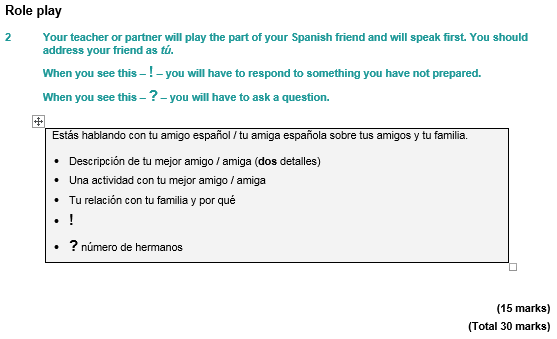 Role play
2 Your teacher or partner will play the part of your Spanish friend and will speak first. You should
address your friend as tú.
When you see this – ! – you will have to respond to something you have not prepared.
When you see this – ? – you will have to ask a question.
Estás hablando con tu amigo español / tu amiga española sobre tus amigos y tu familia.
• Descripción de tu mejor amigo / amiga (dos detalles)
• Una actividad con tu mejor amigo / amiga
• Tu relación con tu familia y por qué
• !
• ? número de hermanos
(15 marks)
(Total 30 marks)